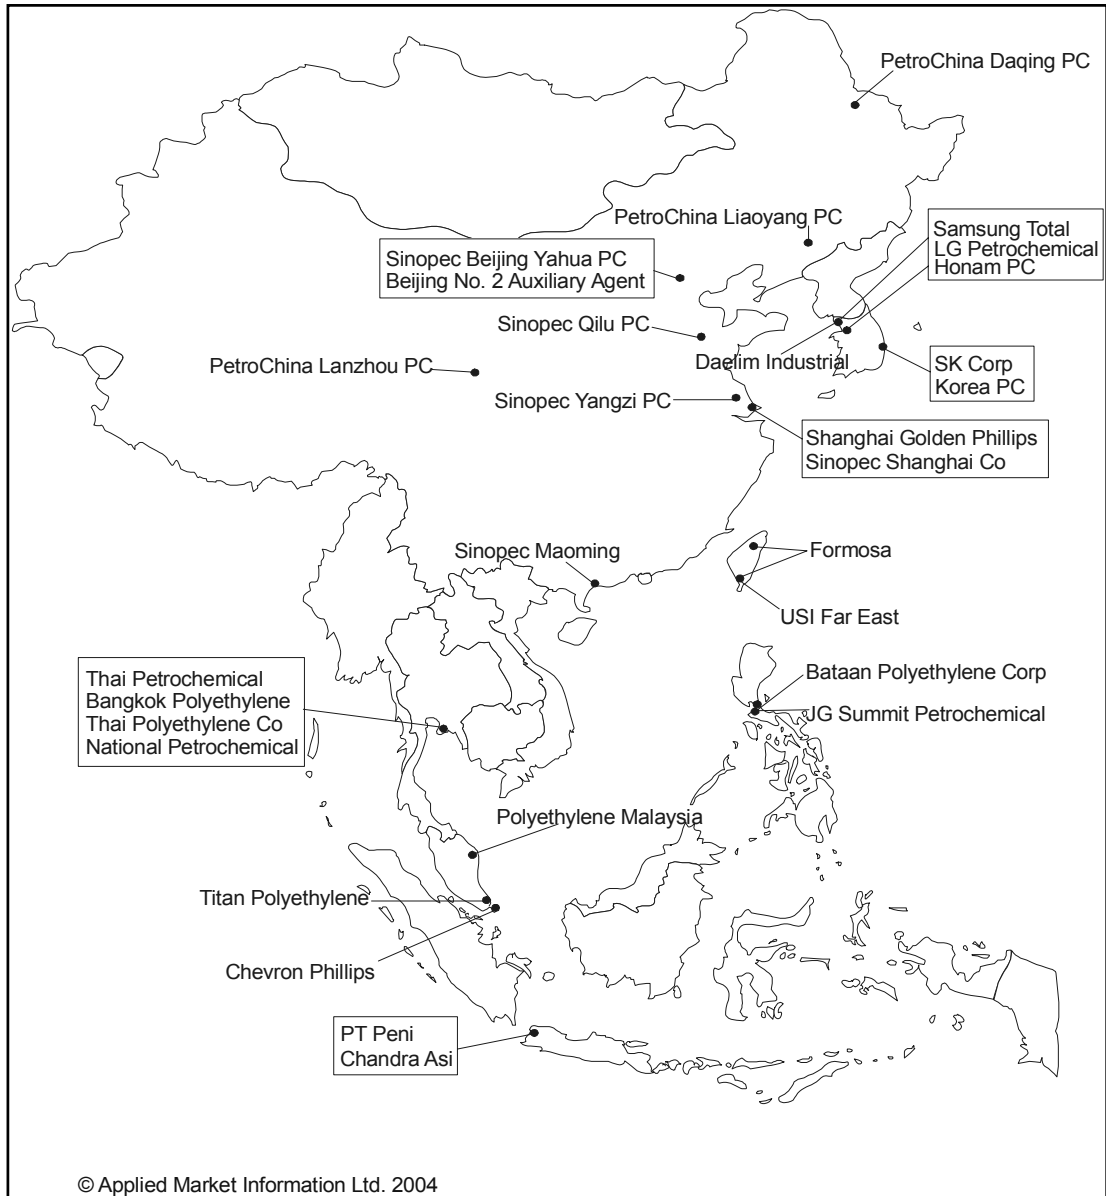 PetroChina Daqing PC
PetroChina Liaoyang PC
Samsung Total
LG Petrochemical
Honam PC
Sinopec Beijing Yahua PC
Beijing No. 2 Auxiliary Agent
Sinopec Qilu PC
Daelim Industrial
SK Corp
Korea PC
PetroChina Lanzhou PC
Sinopec Yangzi PC
Shanghai Golden Phillips
Sinopec Shanghai Co
Sinopec Maoming
Formosa
USI Far East
Thai Petrochemical
Bangkok Polyethylene
Thai Polyethylene Co
National Petrochemical
Bataan Polyethylene Corp
JG Summit Petrochemical
Polyethylene Malaysia
Titan Polyethylene
Chevron Phillips
PT Peni
Chandra Asi
© Applied Market Information Ltd. 2004